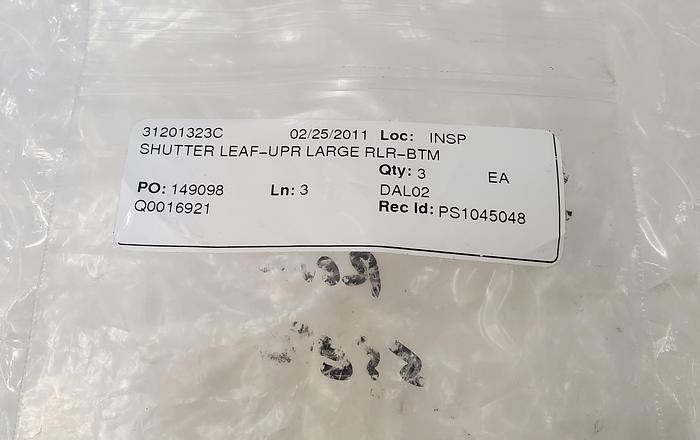 31201323C 02/25/2011 Loc: INSP
SHUTTER LEAF-UPR LARGE RLR-BTM
Qty: 3 EA
PO: 149098 Ln: 3 DAL02
Q0016921 Rec Id: PS1045048